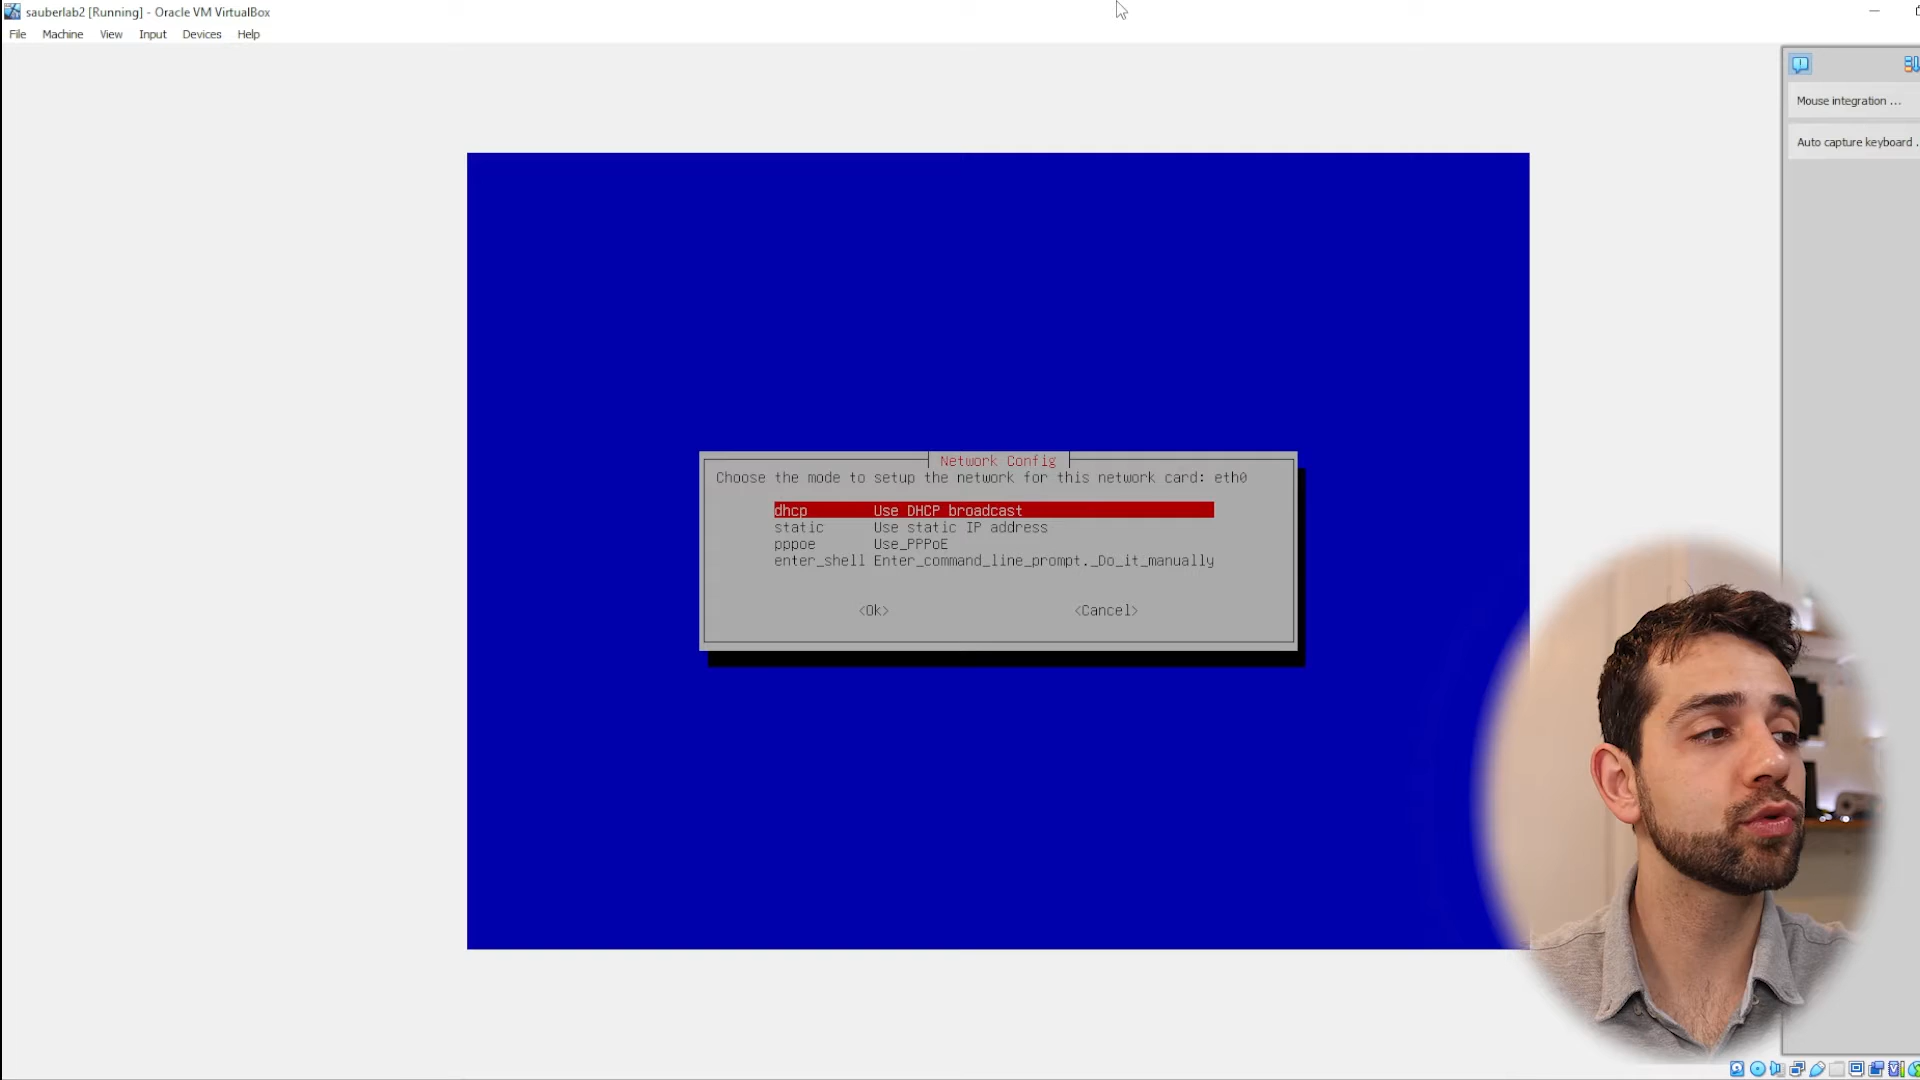 sauberlab2 [Running] - Oracle VM VirtualBox
File Machine View Input Devices Help
Mouse integration ...
Auto capture keyboard .
Network Config
Choose the mode to setup the network for this network card: eth0
dhcp Use DHCP broadcast
static Use static IP address
pppoe Use_PPPoE
enter_shell Enter_command_line_prompt._Do_it_manually
<Ok> <Cancel>